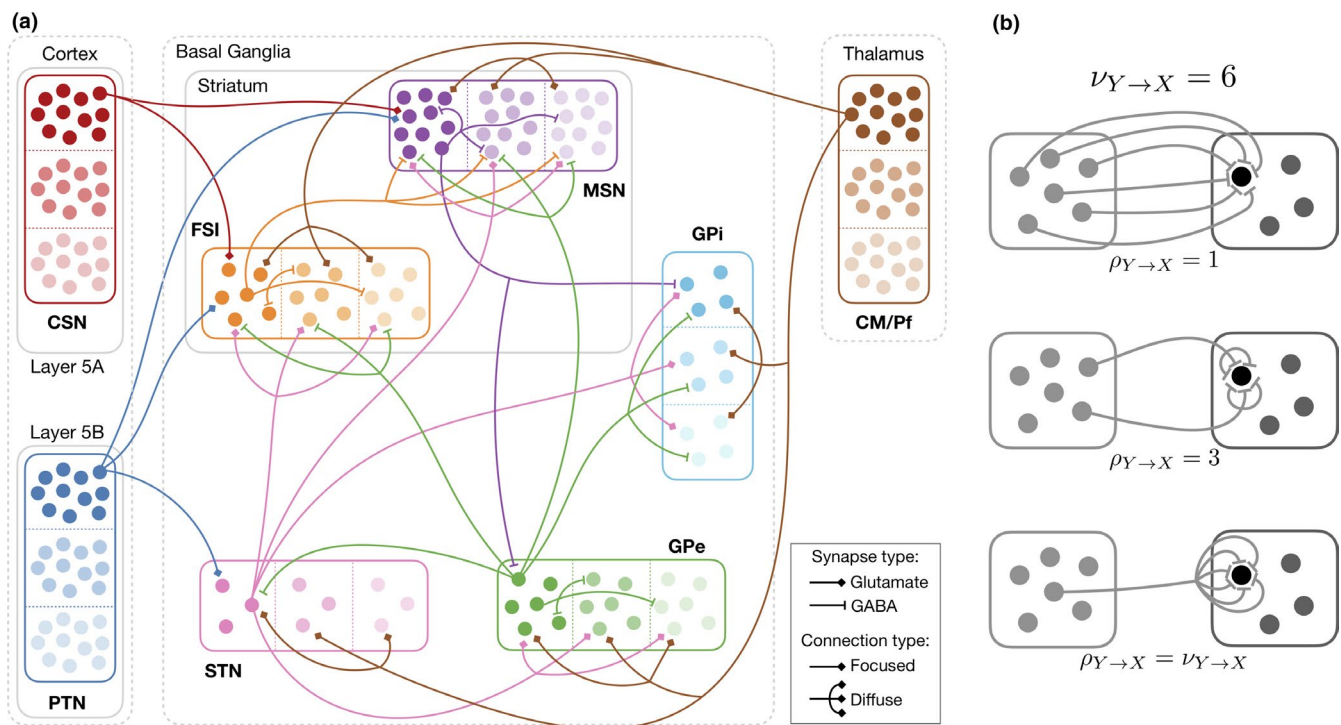 (a)
Cortex
CSN
Layer 5A
Layer 5B
PTN
Basal Ganglia
Striatum
MSN
FSI
GPi
STN
GPe
Thalamus
CM/Pf
Synapse type:
Glutamate
GABA
Connection type:
Focused
Diffuse
(b)
ν_{Y→X} = 6
ρ_{Y→X} = 1
ρ_{Y→X} = 3
ρ_{Y→X} = ν_{Y→X}